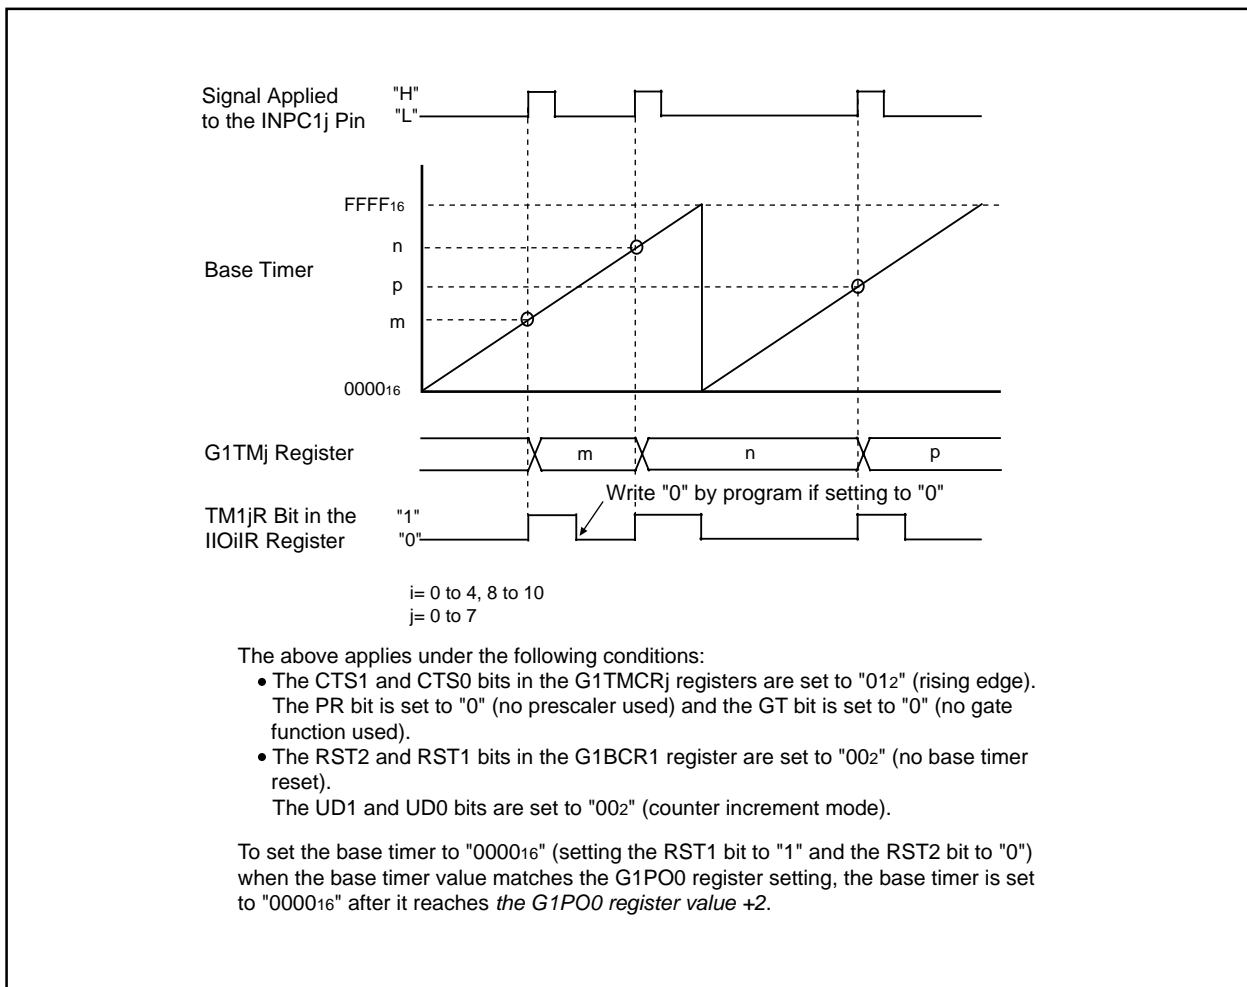 Signal Applied
to the INPC1j Pin
"H"
"L"
Base Timer
FFFF16
n
p
m
000016
G1TMj Register
m
n
p
Write "0" by program if setting to "0"
TM1jR Bit in the
IIOiIR Register
"1"
"0"
i= 0 to 4, 8 to 10
j= 0 to 7
The above applies under the following conditions:
• The CTS1 and CTS0 bits in the G1TMCRj registers are set to "012" (rising edge).
The PR bit is set to "0" (no prescaler used) and the GT bit is set to "0" (no gate
function used).
• The RST2 and RST1 bits in the G1BCR1 register are set to "002" (no base timer
reset).
The UD1 and UD0 bits are set to "002" (counter increment mode).
To set the base timer to "000016" (setting the RST1 bit to "1" and the RST2 bit to "0")
when the base timer value matches the G1PO0 register setting, the base timer is set
to "000016" after it reaches the G1PO0 register value +2.